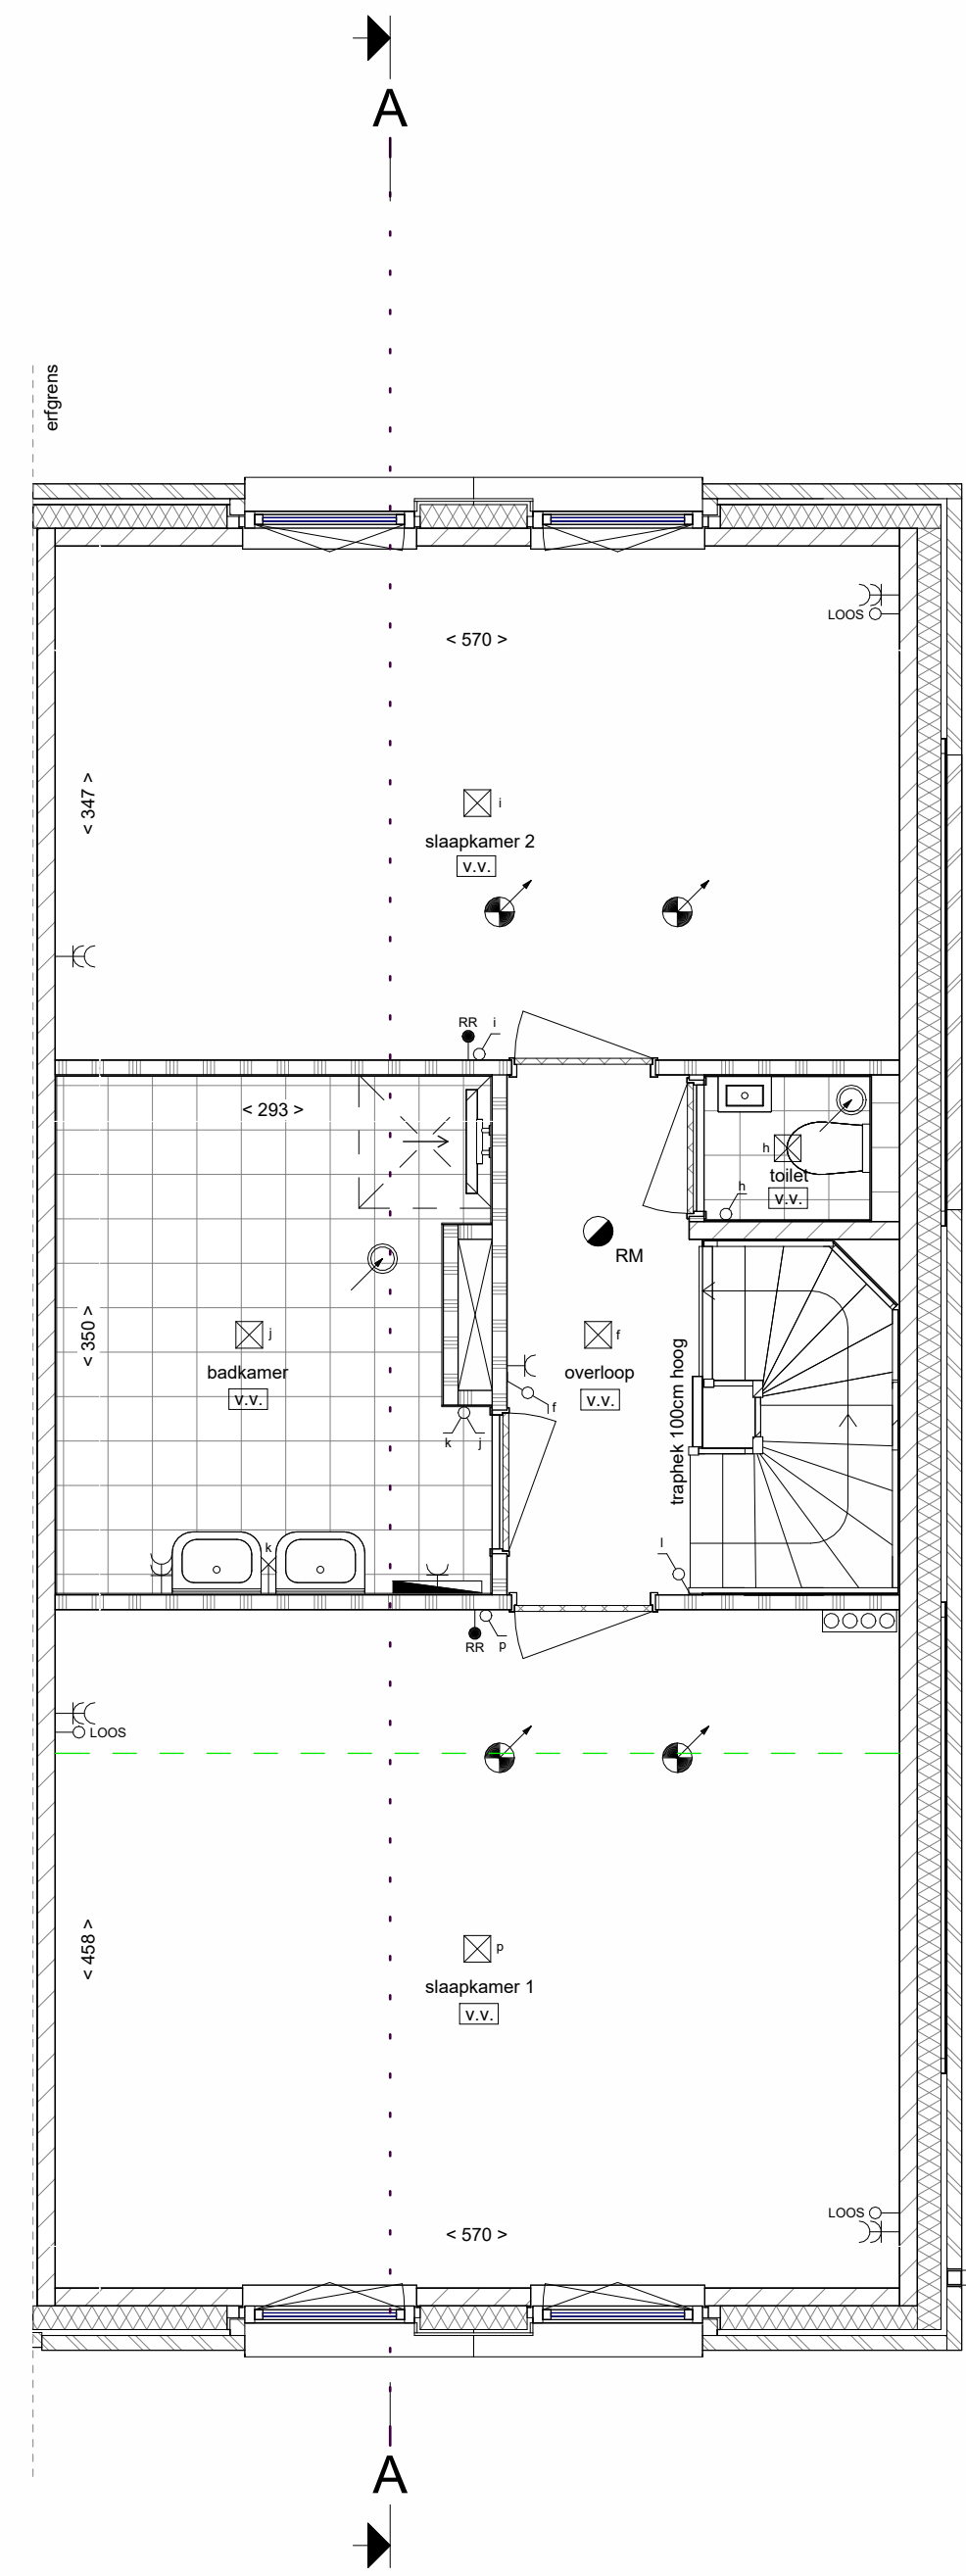 A
erfgrens
< 570 >
LOOS
< 347 >
i
slaapkamer 2
v.v.
RR
i
< 293 >
h
toilet
v.v.
h
RM
< 350 >
j
badkamer
v.v.
f
overloop
v.v.
f
traphek 100cm hoog
k
j
k
l
RR
p
LOOS
< 458 >
p
slaapkamer 1
v.v.
LOOS
< 570 >
A